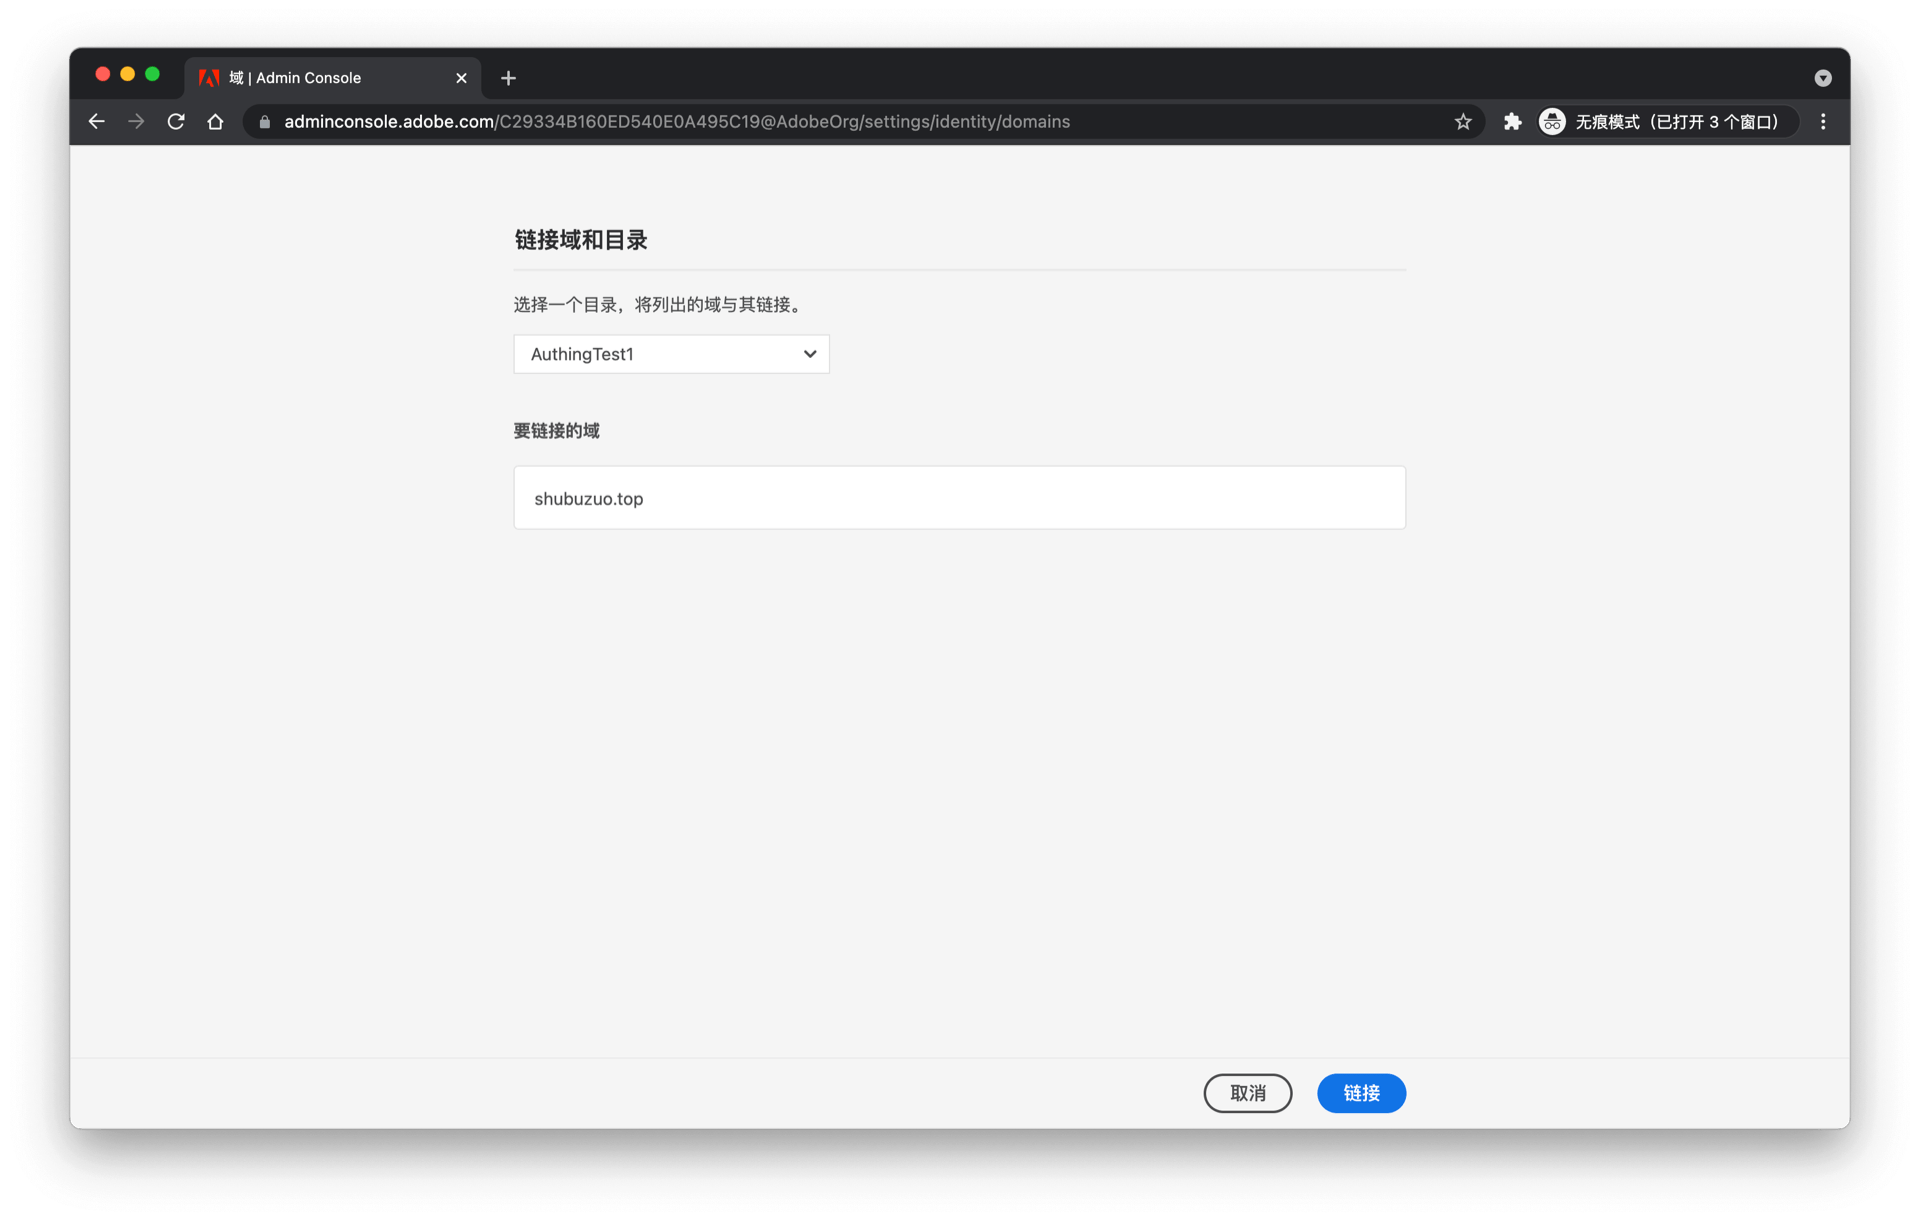 域 | Admin Console
adminconsole.adobe.com/C29334B160ED540E0A495C19@AdobeOrg/settings/identity/domains
无痕模式（已打开 3 个窗口）
链接域和目录
选择一个目录，将列出的域与其链接。
AuthingTest1
要链接的域
shubuzuo.top
取消
链接